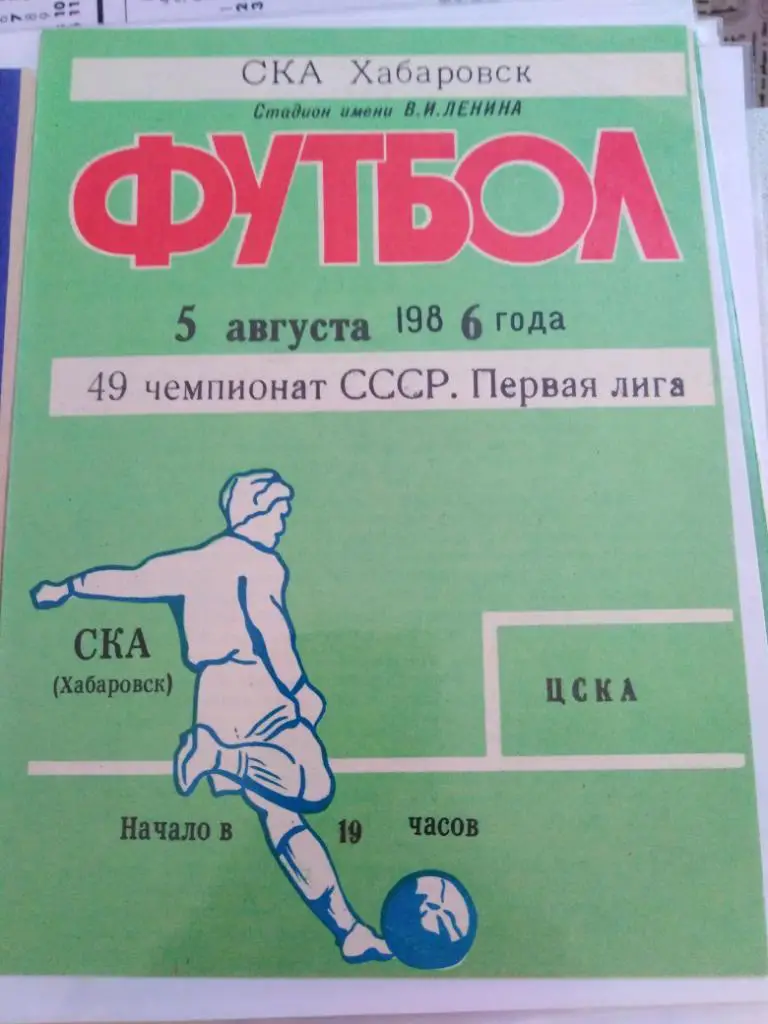 СКА Хабаровск
Стадион имени В.И.ЛЕНИНА
ФУТБОЛ
5 августа 1986 года
49 чемпионат СССР. Первая лига
СКА
(Хабаровск)
ЦСКА
Начало в 19 часов